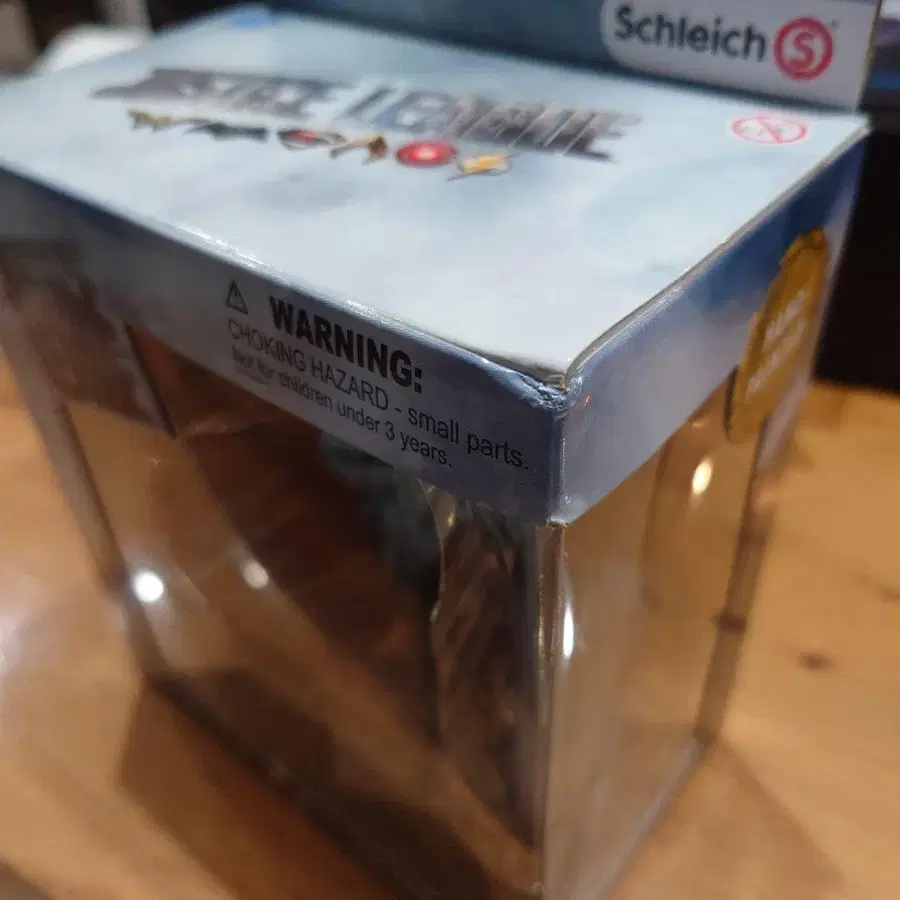 Schleich S
JUSTICE LEAGUE
WARNING:
CHOKING HAZARD - small parts.
Not for children under 3 years.